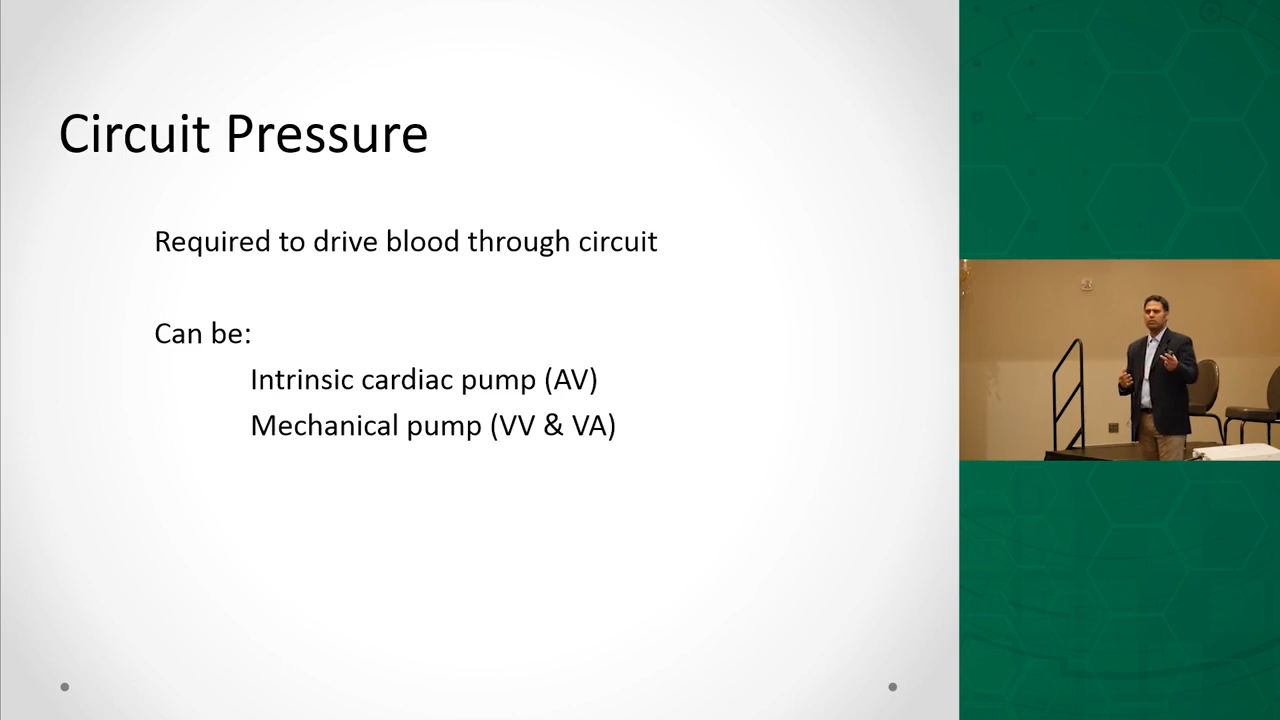 Circuit Pressure
Required to drive blood through circuit
Can be:
Intrinsic cardiac pump (AV)
Mechanical pump (VV & VA)